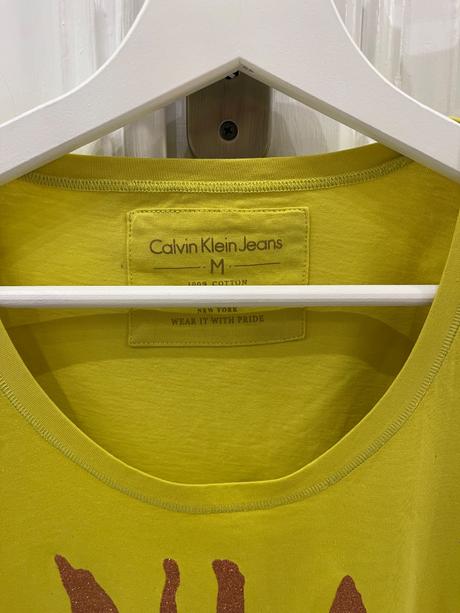 Calvin Klein Jeans
M
100% COTTON
NEW YORK
WEAR IT WITH PRIDE